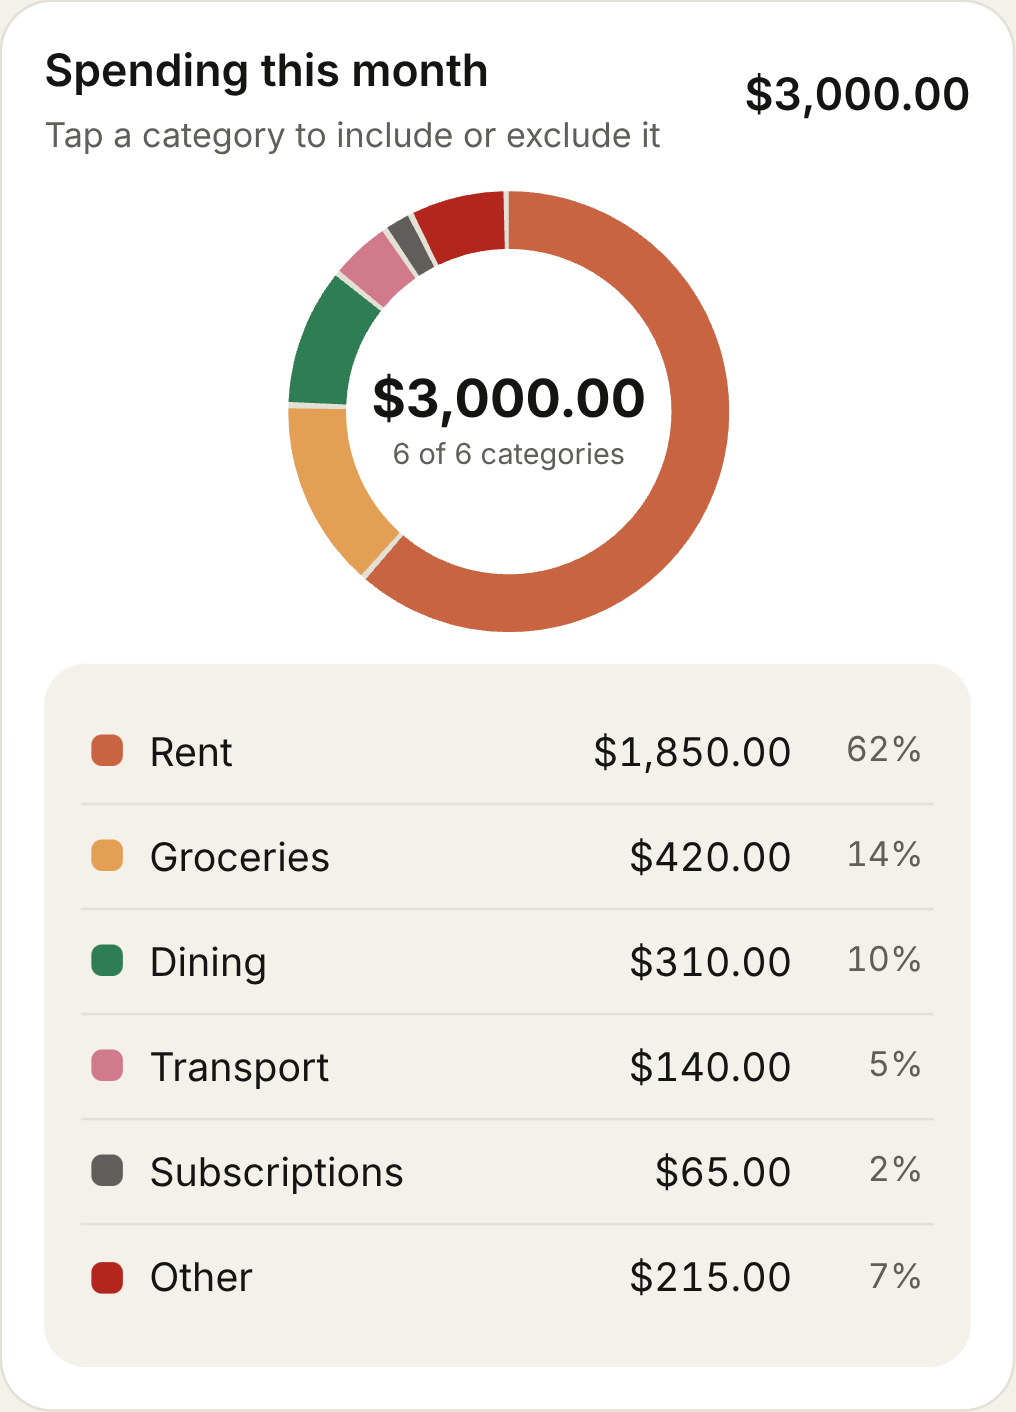 Spending this month
$3,000.00
Tap a category to include or exclude it
$3,000.00
6 of 6 categories
Rent $1,850.00 62%
Groceries $420.00 14%
Dining $310.00 10%
Transport $140.00 5%
Subscriptions $65.00 2%
Other $215.00 7%